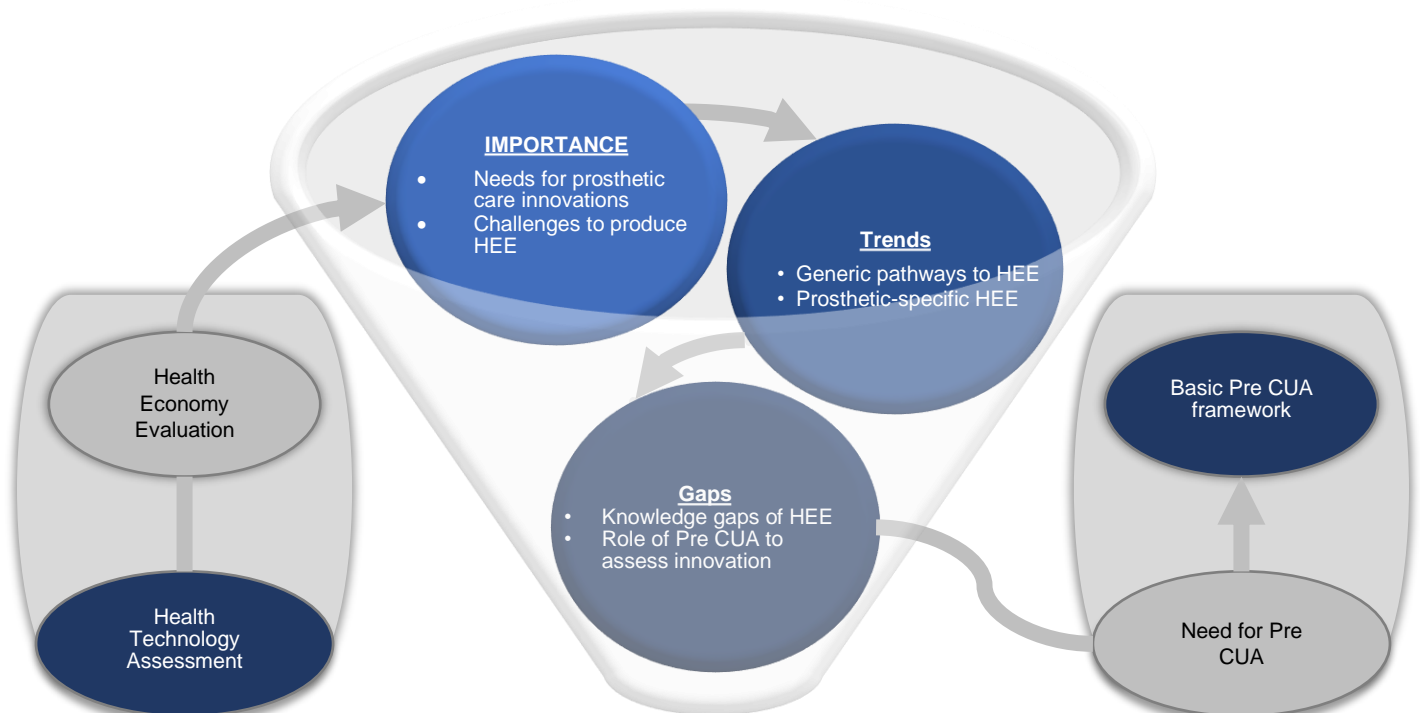 Health
Economy
Evaluation
Health
Technology
Assessment
IMPORTANCE
• Needs for prosthetic
care innovations
• Challenges to produce
HEE
Trends
• Generic pathways to HEE
• Prosthetic-specific HEE
Gaps
• Knowledge gaps of HEE
• Role of Pre CUA to
assess innovation
Basic Pre CUA
framework
Need for Pre
CUA